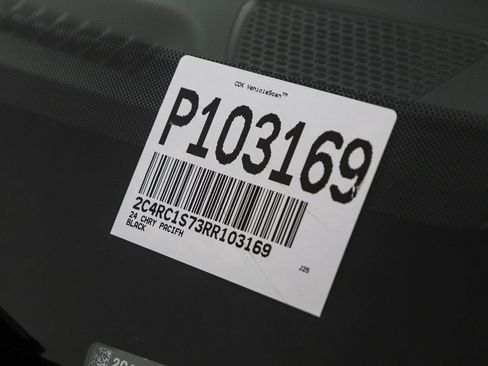 CDK VehicleScan™
P103169
2C4RC1S73RR103169
24 CHRY PACIFH
BLACK
J25